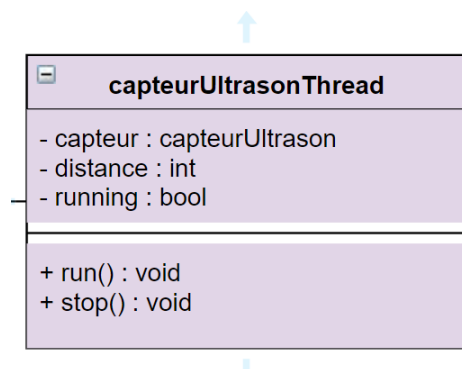 capteurUltrasonThread
- capteur : capteurUltrason
- distance : int
- running : bool
+ run() : void
+ stop() : void